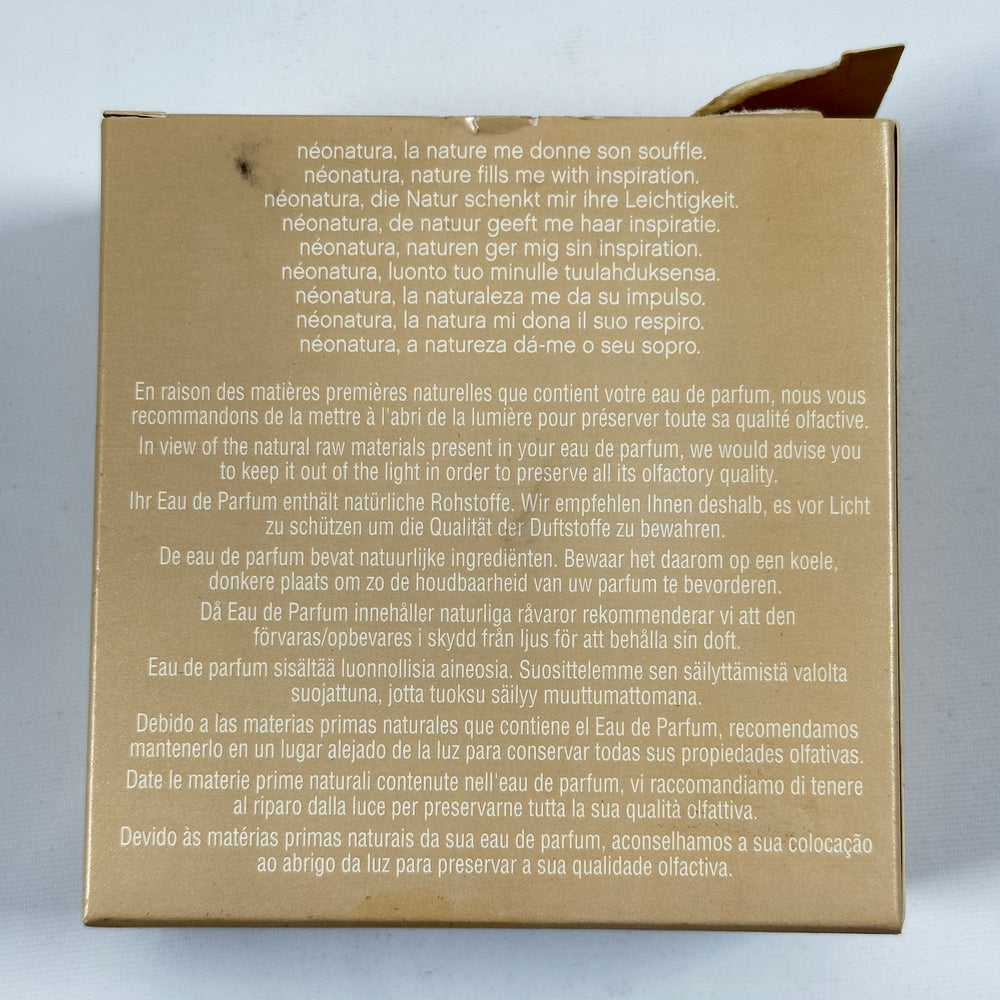 néonatura, la nature me donne son souffle.
néonatura, nature fills me with inspiration.
néonatura, die Natur schenkt mir ihre Leichtigkeit.
néonatura, de natuur geeft me haar inspiratie.
néonatura, naturen ger mig sin inspiration.
néonatura, luonto tuo minulle tuulahduksensa.
néonatura, la naturaleza me da su impulso.
néonatura, la natura mi dona il suo respiro.
néonatura, a natureza dá-me o seu sopro.
En raison des matières premières naturelles que contient votre eau de parfum, nous vous
recommandons de la mettre à l'abri de la lumière pour préserver toute sa qualité olfactive.
In view of the natural raw materials present in your eau de parfum, we would advise you
to keep it out of the light in order to preserve all its olfactory quality.
Ihr Eau de Parfum enthält natürliche Rohstoffe. Wir empfehlen Ihnen deshalb, es vor Licht
zu schützen um die Qualität der Duftstoffe zu bewahren.
De eau de parfum bevat natuurlijke ingrediënten. Bewaar het daarom op een koele,
donkere plaats om zo de houdbaarheid van uw parfum te bevorderen.
Då Eau de Parfum innehåller naturliga råvaror rekommenderar vi att den
förvaras/opbevares i skydd från ljus för att behålla sin doft.
Eau de parfum sisältää luonnollisia aineosia. Suosittelemme sen säilyttämistä valolta
suojattuna, jotta tuoksu säilyy muuttumattomana.
Debido a las materias primas naturales que contiene el Eau de Parfum, recomendamos
mantenerlo en un lugar alejado de la luz para conservar todas sus propiedades olfativas.
Date le materie prime naturali contenute nell'eau de parfum, vi raccomandiamo di tenere
al riparo dalla luce per preservarne tutta la sua qualità olfattiva.
Devido às matérias primas naturais da sua eau de parfum, aconselhamos a sua colocação
ao abrigo da luz para preservar a sua qualidade olfactiva.